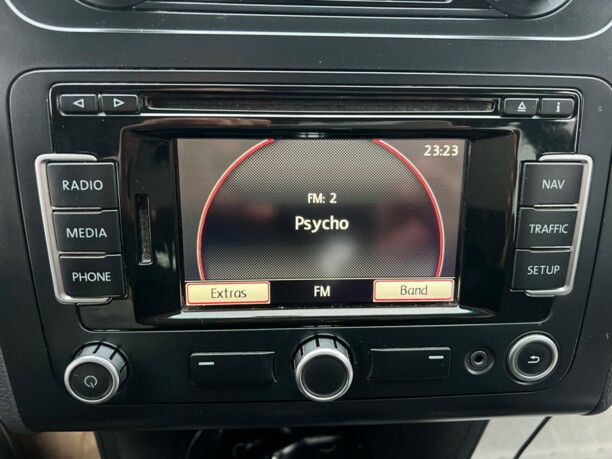 23:23
RADIO
NAV
FM: 2
Psycho
MEDIA
TRAFFIC
PHONE
SETUP
Extras
FM
Band